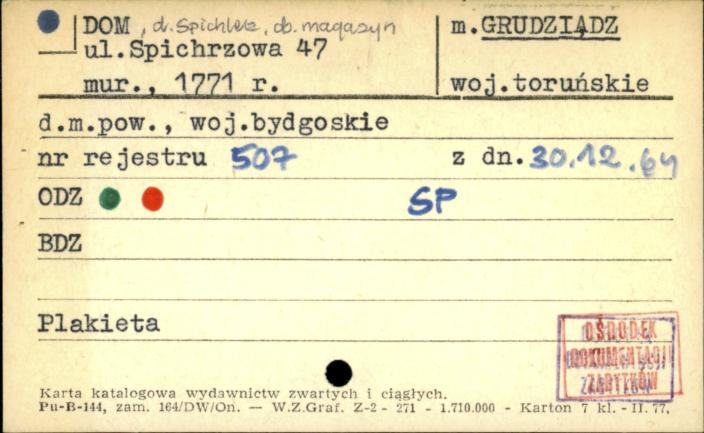 DOM, d. Spichlerz, ob. magazyn
ul.Spichrzowa 47
mur., 1771 r.
m.GRUDZIĄDZ
woj.toruńskie
d.m.pow., woj.bydgoskie
nr rejestru 507 z dn. 30.12.64
ODZ SP
BDZ
Plakieta
OŚRODEK
DOKUMENTACJI
ZABYTKÓW
Karta katalogowa wydawnictw zwartych i ciągłych.
Pu-B-144, zam. 164/DW/On. — W.Z.Graf. Z-2 - 271 - 1.710.000 - Karton 7 kl. - II. 77.